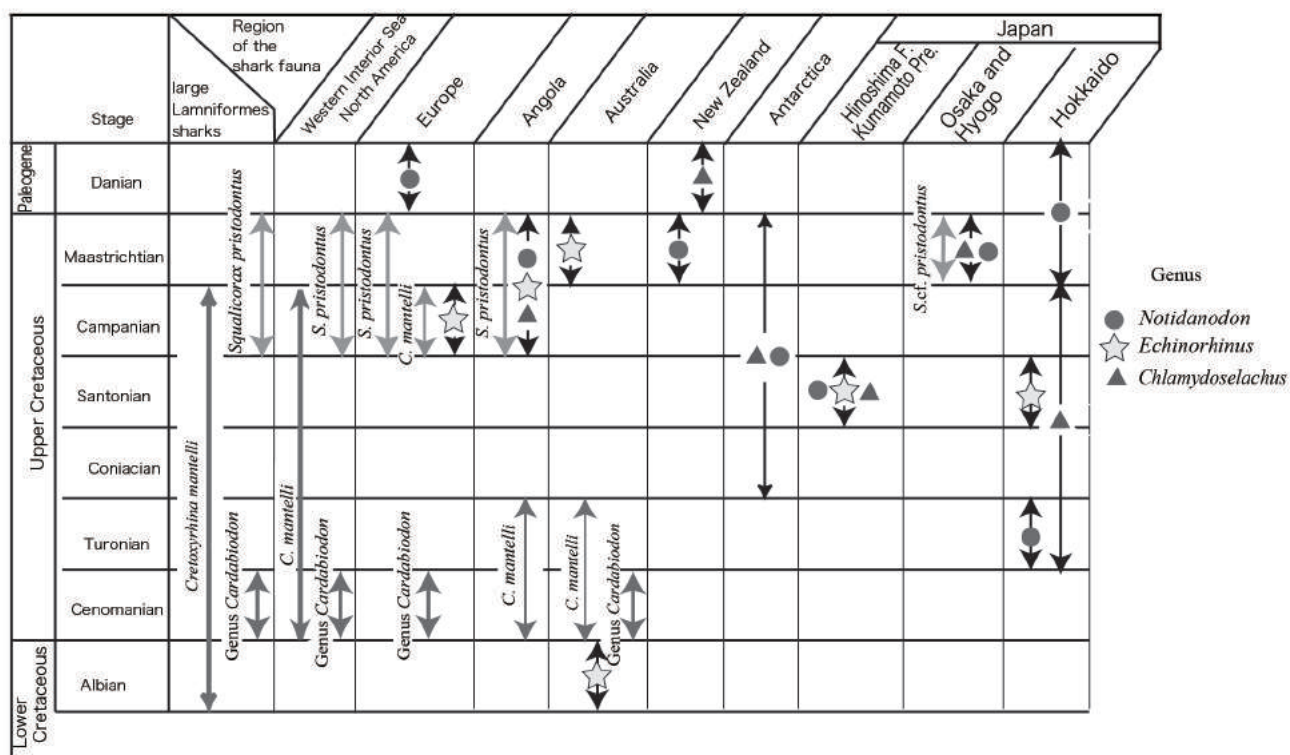 Region
of the
shark fauna
large
Lamniformes
sharks
Stage
Western Interior Sea
North America
Europe
Angola
Australia
New Zealand
Antarctica
Japan
Hinoshima F.
Kumamoto Pre.
Osaka and
Hyogo
Hokkaido
Paleogene
Upper Cretaceous
Lower
Cretaceous
Danian
Maastrichtian
Campanian
Santonian
Coniacian
Turonian
Cenomanian
Albian
Cretoxyrhina mantelli
Squalicorax pristodontus
Genus Cardabiodon
C. mantelli
S. pristodontus
Genus Cardabiodon
S. pristodontus
C. mantelli
Genus Cardabiodon
S. pristodontus
C. mantelli
C. mantelli
Genus Cardabiodon
S.cf. pristodontus
Genus
Notidanodon
Echinorhinus
Chlamydoselachus